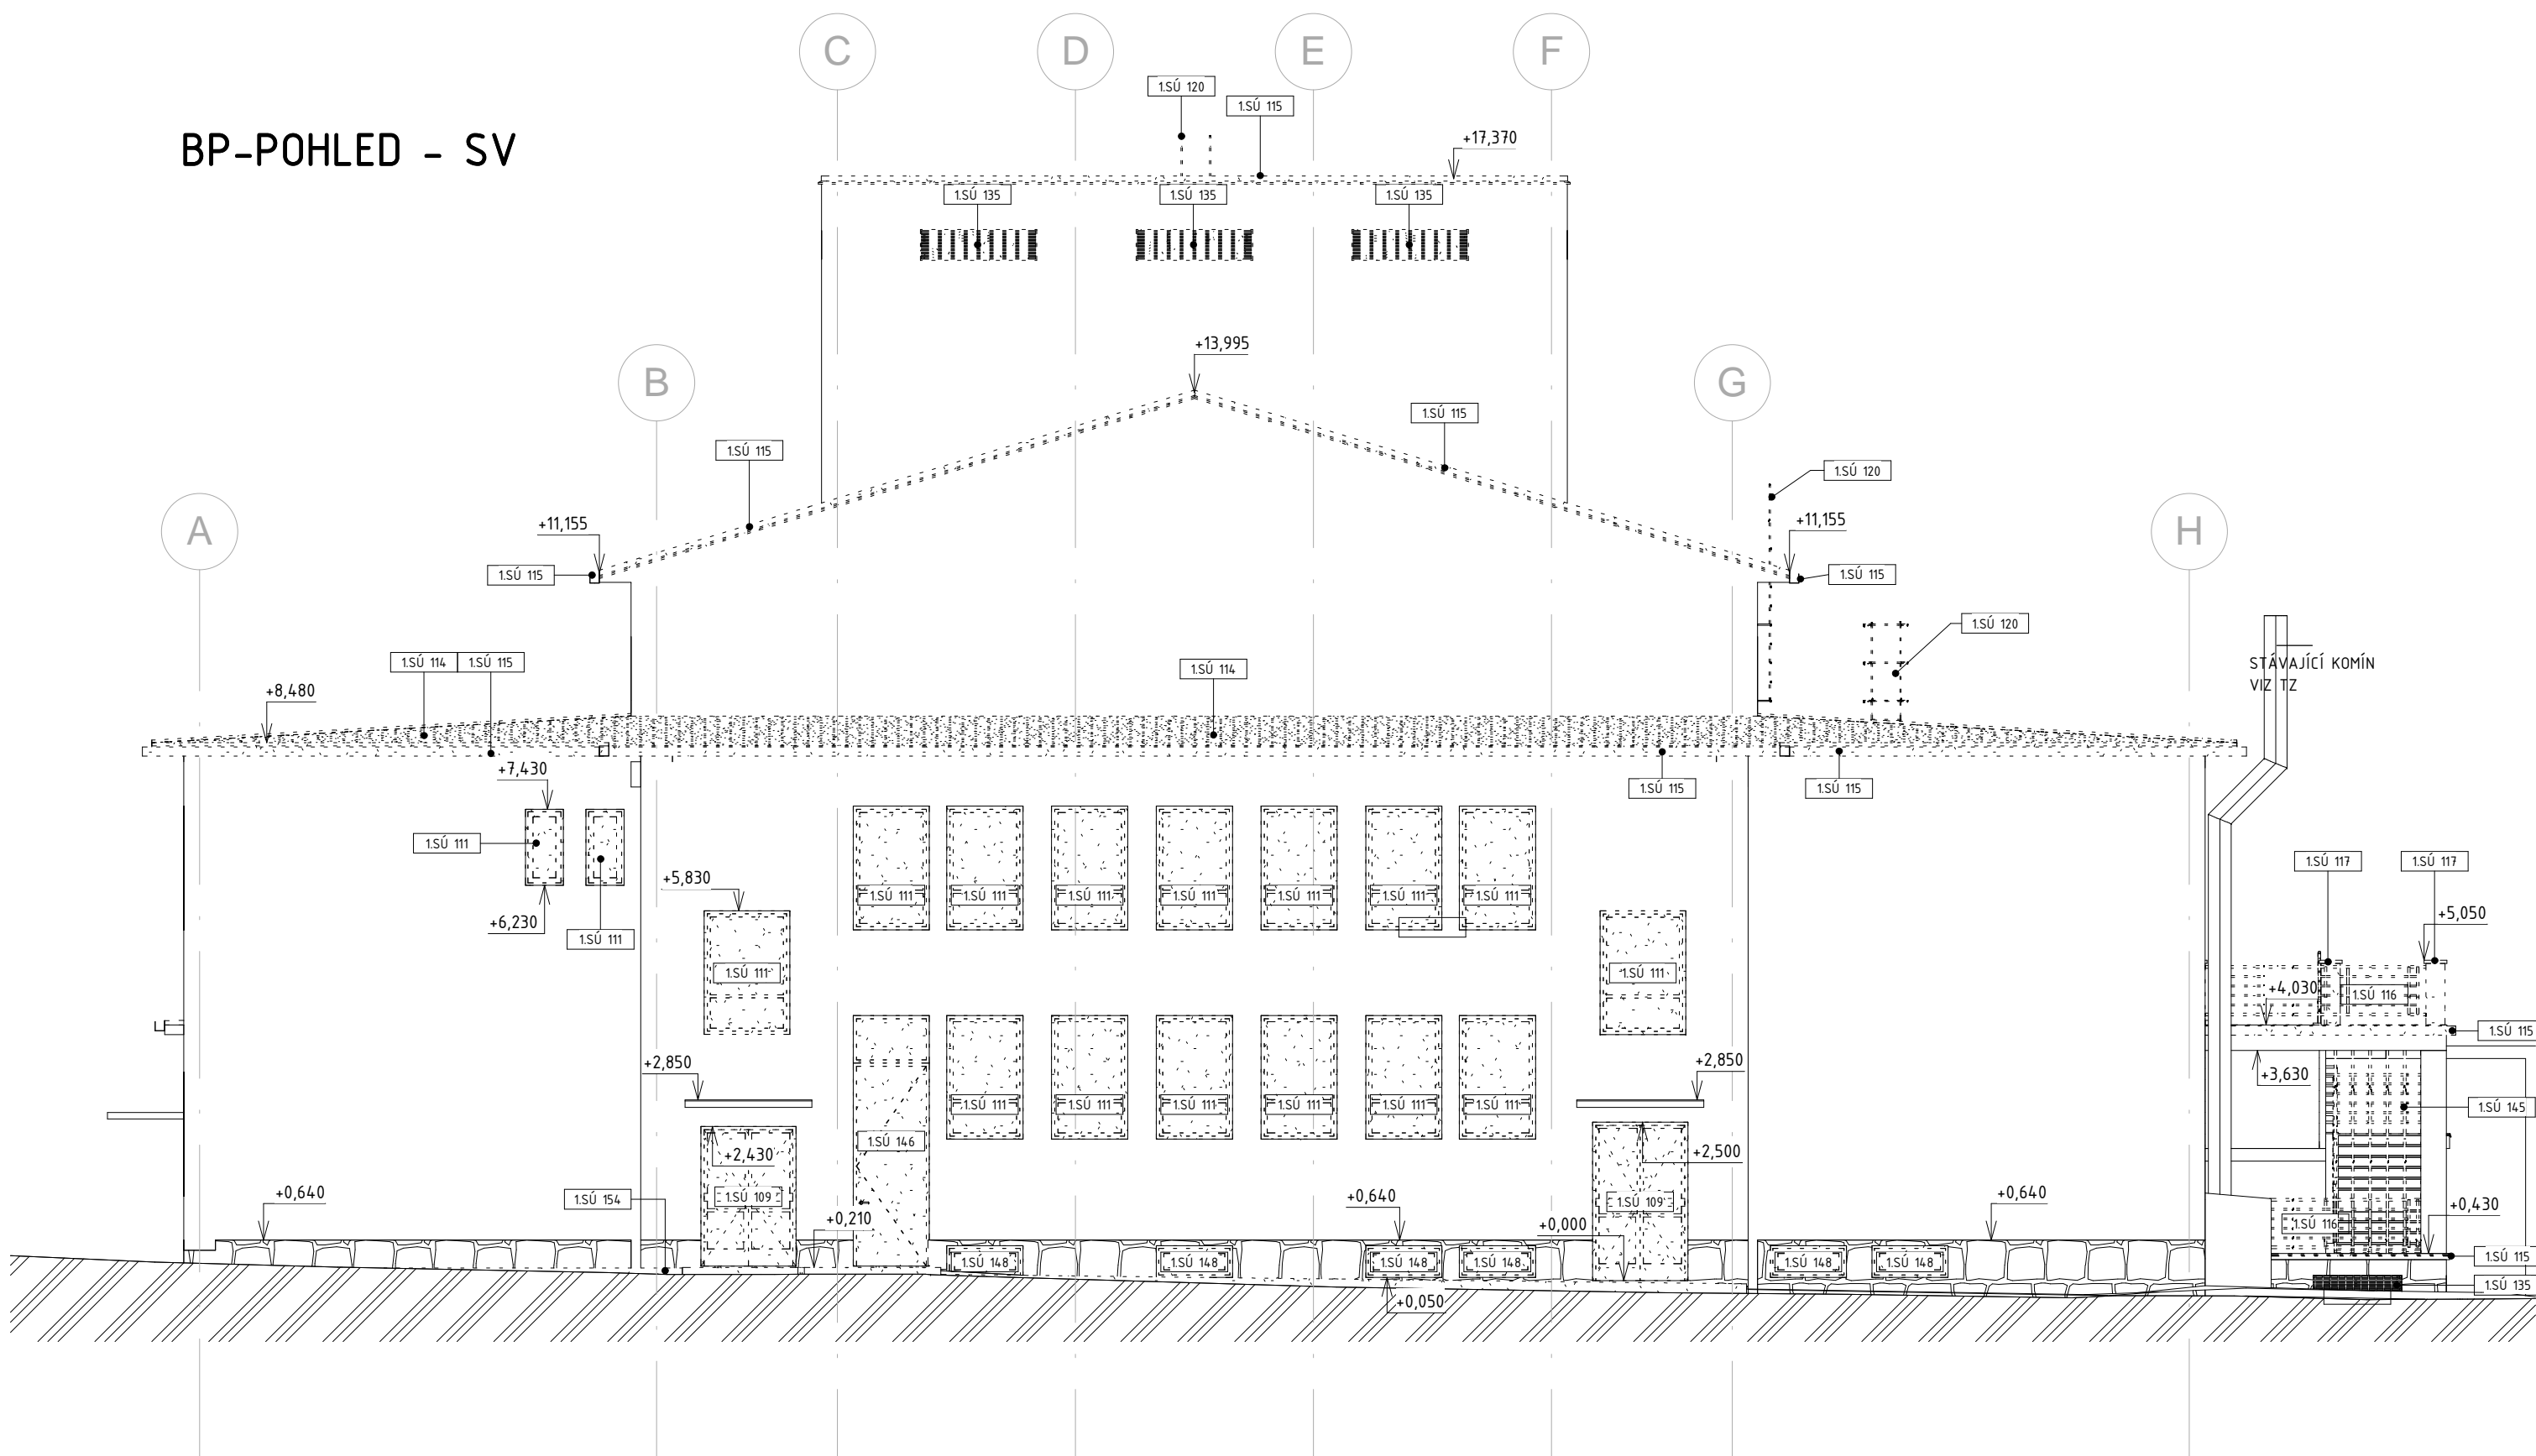 C D E F
1.SÚ 120
1.SÚ 115
BP-POHLED - SV
+17,370
1.SÚ 135 1.SÚ 135 1.SÚ 135
+13,995
B G
1.SÚ 115
1.SÚ 115
1.SÚ 120
A H
+11,155 +11,155
1.SÚ 115 1.SÚ 115
1.SÚ 120
1.SÚ 114 1.SÚ 115 1.SÚ 114
STÁVAJÍCÍ KOMÍN
VIZ TZ
+8,480
+7,430
1.SÚ 115 1.SÚ 115
1.SÚ 111
1.SÚ 117 1.SÚ 117
+5,830
1.SÚ 111 1.SÚ 111 1.SÚ 111 1.SÚ 111 1.SÚ 111 1.SÚ 111 1.SÚ 111
+6,230
+5,050
1.SÚ 111
1.SÚ 111 1.SÚ 111
+4,030 1.SÚ 116
1.SÚ 115
+2,850 +2,850
+3,630
1.SÚ 111 1.SÚ 111 1.SÚ 111 1.SÚ 111 1.SÚ 111 1.SÚ 111
1.SÚ 145
1.SÚ 146
+2,430 +2,500
+0,640 1.SÚ 154 1.SÚ 109 +0,640 1.SÚ 109 +0,640
+0,430
+0,210 +0,000 1.SÚ 116
1.SÚ 148 1.SÚ 148 1.SÚ 148 1.SÚ 148 1.SÚ 148 1.SÚ 148
1.SÚ 115
1.SÚ 135
+0,050